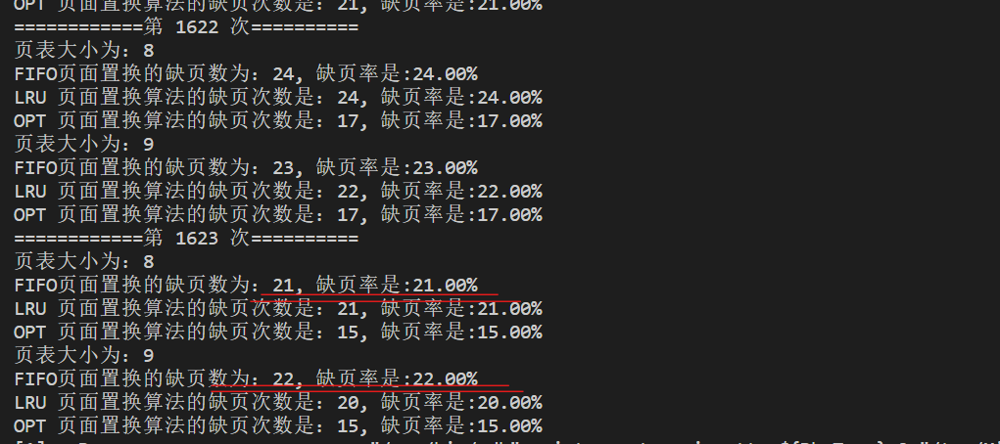 OPT 页面置换算法的缺页次数是: 21, 缺页率是:21.00%
============第 1622 次==========
页表大小为: 8
FIFO页面置换的缺页数为: 24, 缺页率是:24.00%
LRU 页面置换算法的缺页次数是: 24, 缺页率是:24.00%
OPT 页面置换算法的缺页次数是: 17, 缺页率是:17.00%
页表大小为: 9
FIFO页面置换的缺页数为: 23, 缺页率是:23.00%
LRU 页面置换算法的缺页次数是: 22, 缺页率是:22.00%
OPT 页面置换算法的缺页次数是: 17, 缺页率是:17.00%
============第 1623 次==========
页表大小为: 8
FIFO页面置换的缺页数为: 21, 缺页率是:21.00%
LRU 页面置换算法的缺页次数是: 21, 缺页率是:21.00%
OPT 页面置换算法的缺页次数是: 15, 缺页率是:15.00%
页表大小为: 9
FIFO页面置换的缺页数为: 22, 缺页率是:22.00%
LRU 页面置换算法的缺页次数是: 20, 缺页率是:20.00%
OPT 页面置换算法的缺页次数是: 15, 缺页率是:15.00%